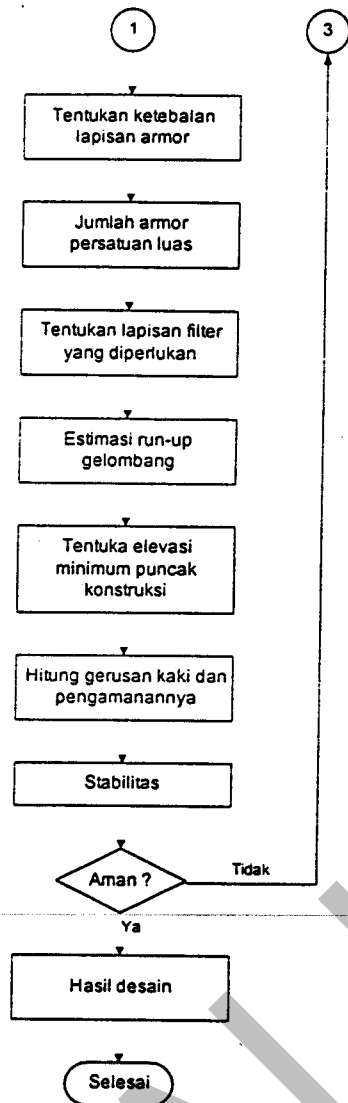 1
3
Tentukan ketebalan
lapisan armor
Jumlah armor
persatuan luas
Tentukan lapisan filter
yang diperlukan
Estimasi run-up
gelombang
Tentuka elevasi
minimum puncak
konstruksi
Hitung gerusan kaki dan
pengamanannya
Stabilitas
Aman ?
Tidak
Ya
Hasil desain
Selesai